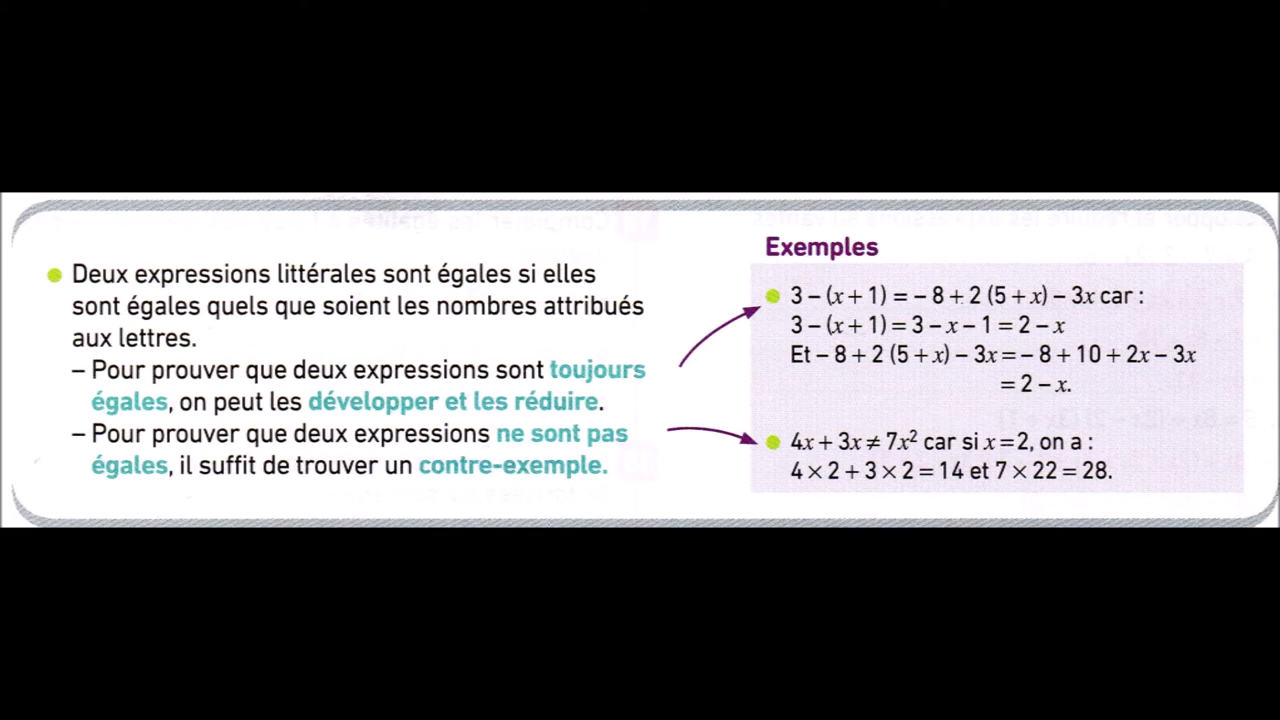 Deux expressions littérales sont égales si elles
sont égales quels que soient les nombres attribués
aux lettres.
– Pour prouver que deux expressions sont toujours
égales, on peut les développer et les réduire.
– Pour prouver que deux expressions ne sont pas
égales, il suffit de trouver un contre-exemple.
Exemples
3 – (x + 1) = – 8 + 2 (5 + x) – 3x car :
3 – (x + 1) = 3 – x – 1 = 2 – x
Et – 8 + 2 (5 + x) – 3x = – 8 + 10 + 2x – 3x
= 2 – x.
4x + 3x ≠ 7x² car si x = 2, on a :
4 × 2 + 3 × 2 = 14 et 7 × 22 = 28.